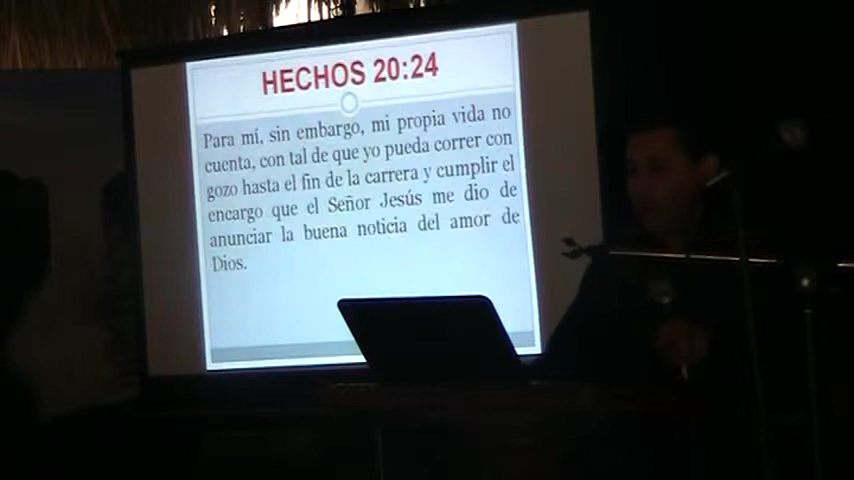 HECHOS 20:24
Para mí, sin embargo, mi propia vida no
cuenta, con tal de que yo pueda correr con
gozo hasta el fin de la carrera y cumplir el
encargo que el Señor Jesús me dio de
anunciar la buena noticia del amor de
Dios.